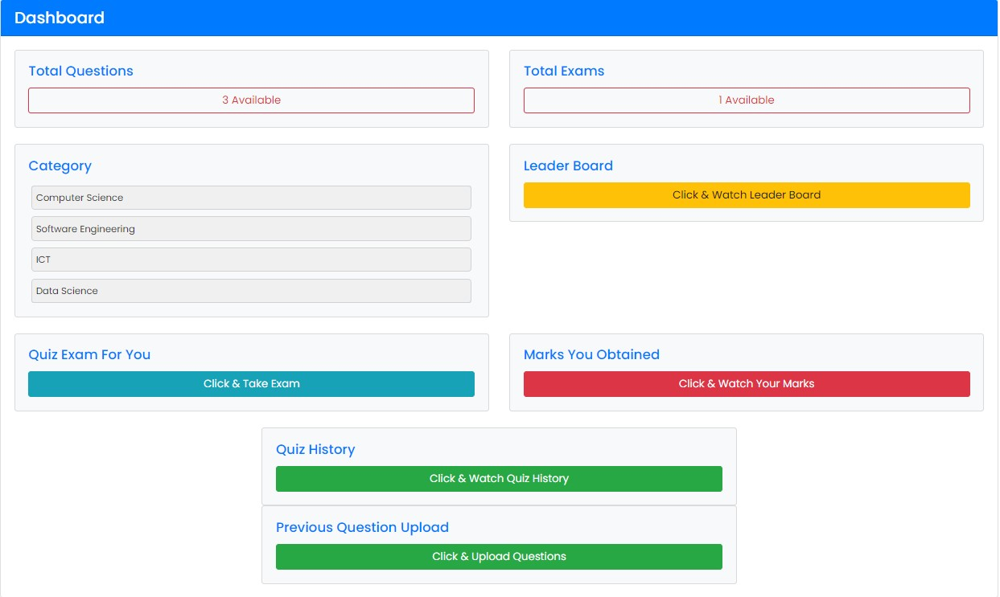 Dashboard
Total Questions
3 Available
Total Exams
1 Available
Category
Computer Science
Software Engineering
ICT
Data Science
Leader Board
Click & Watch Leader Board
Quiz Exam For You
Click & Take Exam
Marks You Obtained
Click & Watch Your Marks
Quiz History
Click & Watch Quiz History
Previous Question Upload
Click & Upload Questions